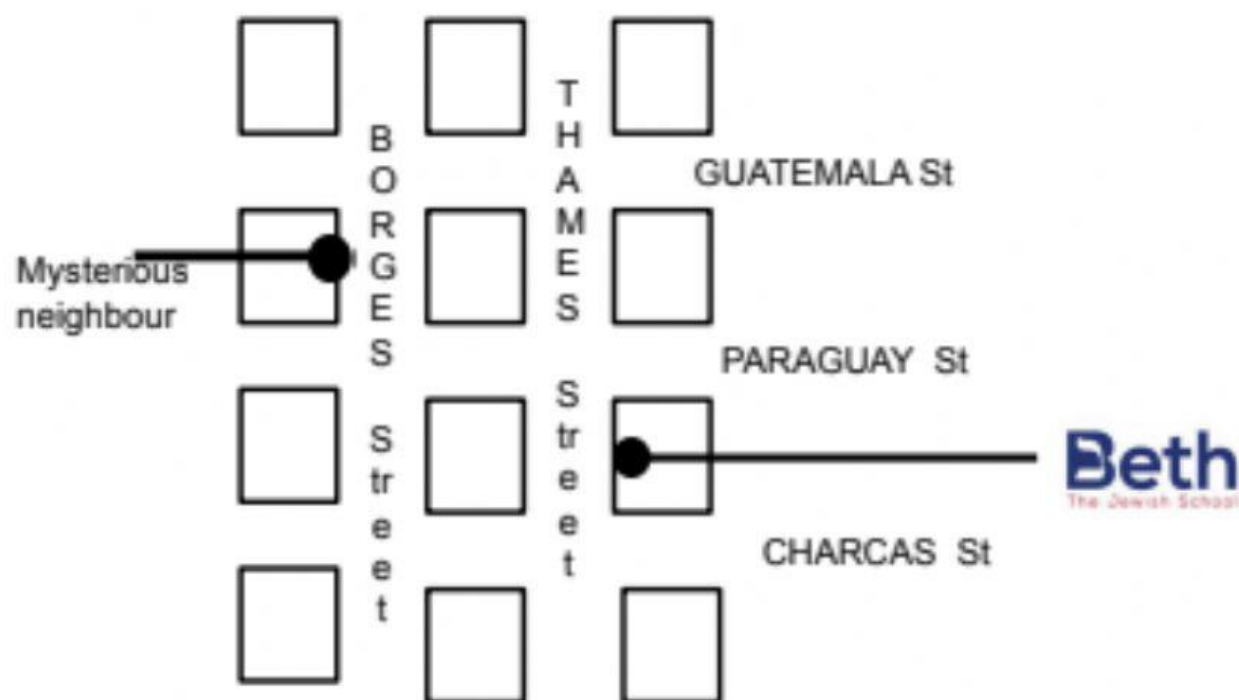 BORGES Street
THAMES Street
GUATEMALA St
Mysterious
neighbour
PARAGUAY St
Beth
The Jewish School
CHARCAS St